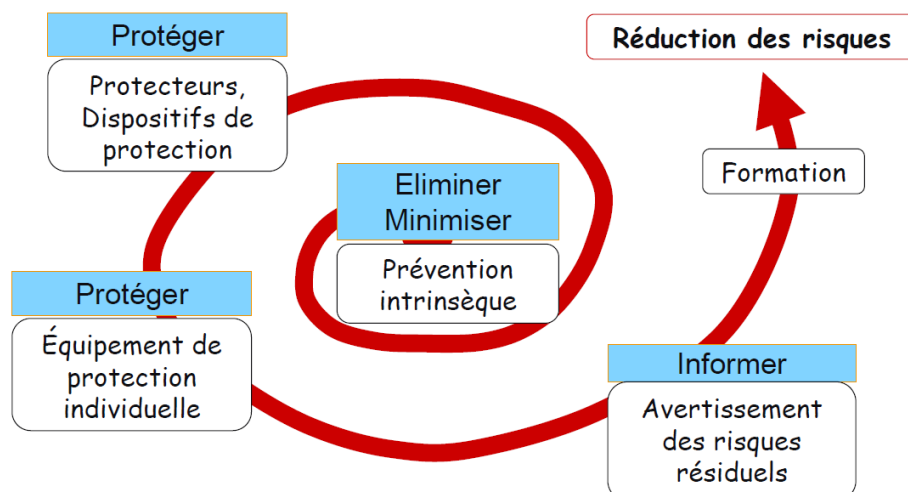 Protéger
Protecteurs,
Dispositifs de
protection
Réduction des risques
Formation
Eliminer
Minimiser
Prévention
intrinsèque
Protéger
Équipement de
protection
individuelle
Informer
Avertissement
des risques
résiduels